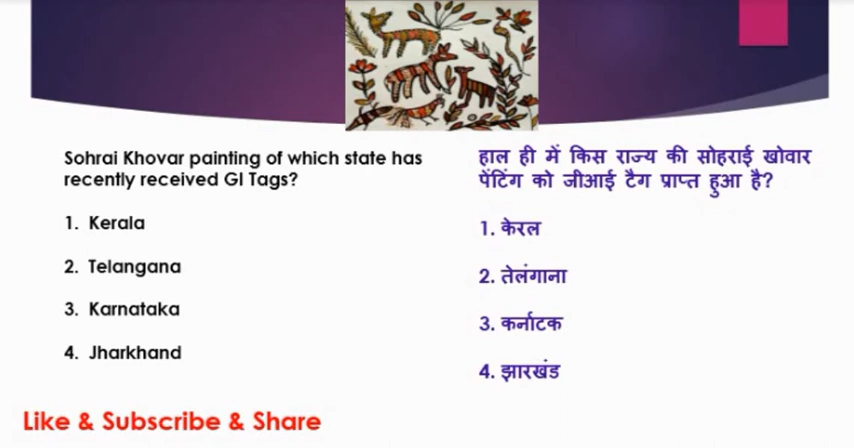 Sohrai Khovar painting of which state has
recently received GI Tags?
1. Kerala
2. Telangana
3. Karnataka
4. Jharkhand
हाल ही में किस राज्य की सोहराई खोवार
पेंटिंग को जीआई टैग प्राप्त हुआ है?
1. केरल
2. तेलंगाना
3. कर्नाटक
4. झारखंड
Like & Subscribe & Share